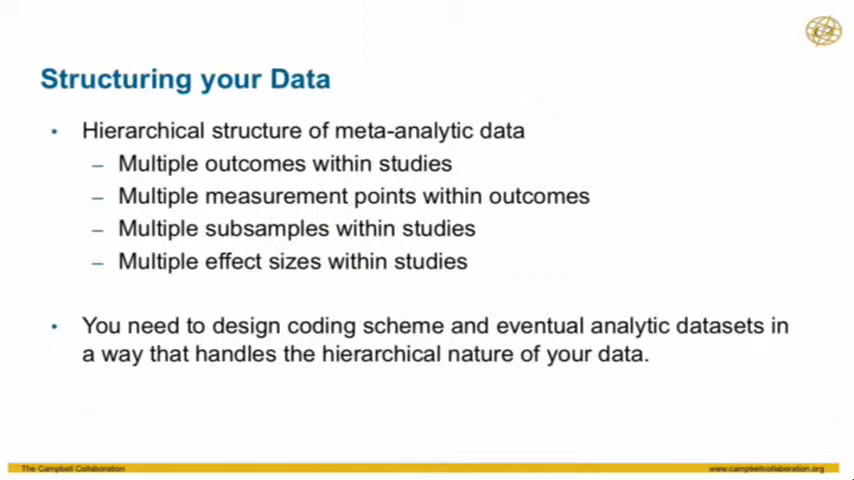 Structuring your Data
• Hierarchical structure of meta-analytic data
– Multiple outcomes within studies
– Multiple measurement points within outcomes
– Multiple subsamples within studies
– Multiple effect sizes within studies
• You need to design coding scheme and eventual analytic datasets in
a way that handles the hierarchical nature of your data.
The Campbell Collaboration
www.campbellcollaboration.org